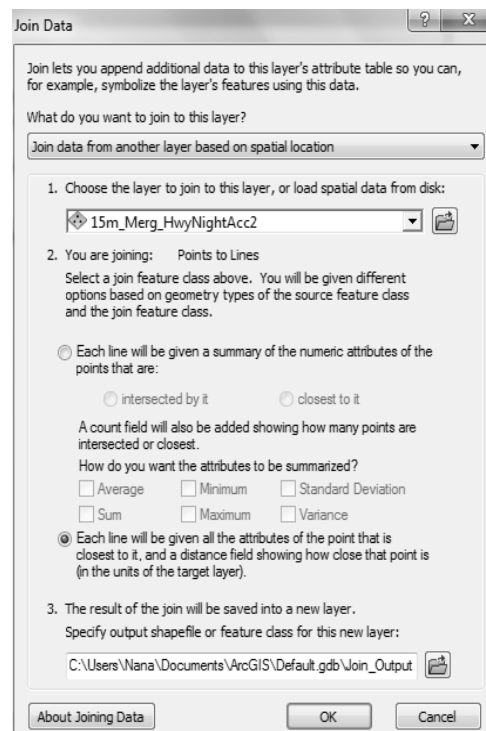 Join Data
Join lets you append additional data to this layer's attribute table so you can,
for example, symbolize the layer's features using this data.
What do you want to join to this layer?
Join data from another layer based on spatial location
1. Choose the layer to join to this layer, or load spatial data from disk:
15m_Merg_HwyNightAcc2
2. You are joining: Points to Lines
Select a join feature class above. You will be given different
options based on geometry types of the source feature class
and the join feature class.
Each line will be given a summary of the numeric attributes of the
points that are:
intersected by it closest to it
A count field will also be added showing how many points are
intersected or closest.
How do you want the attributes to be summarized?
Average Minimum Standard Deviation
Sum Maximum Variance
Each line will be given all the attributes of the point that is
closest to it, and a distance field showing how close that point is
(in the units of the target layer).
3. The result of the join will be saved into a new layer.
Specify output shapefile or feature class for this new layer:
C:\Users\Nana\Documents\ArcGIS\Default.gdb\Join_Output
About Joining Data OK Cancel